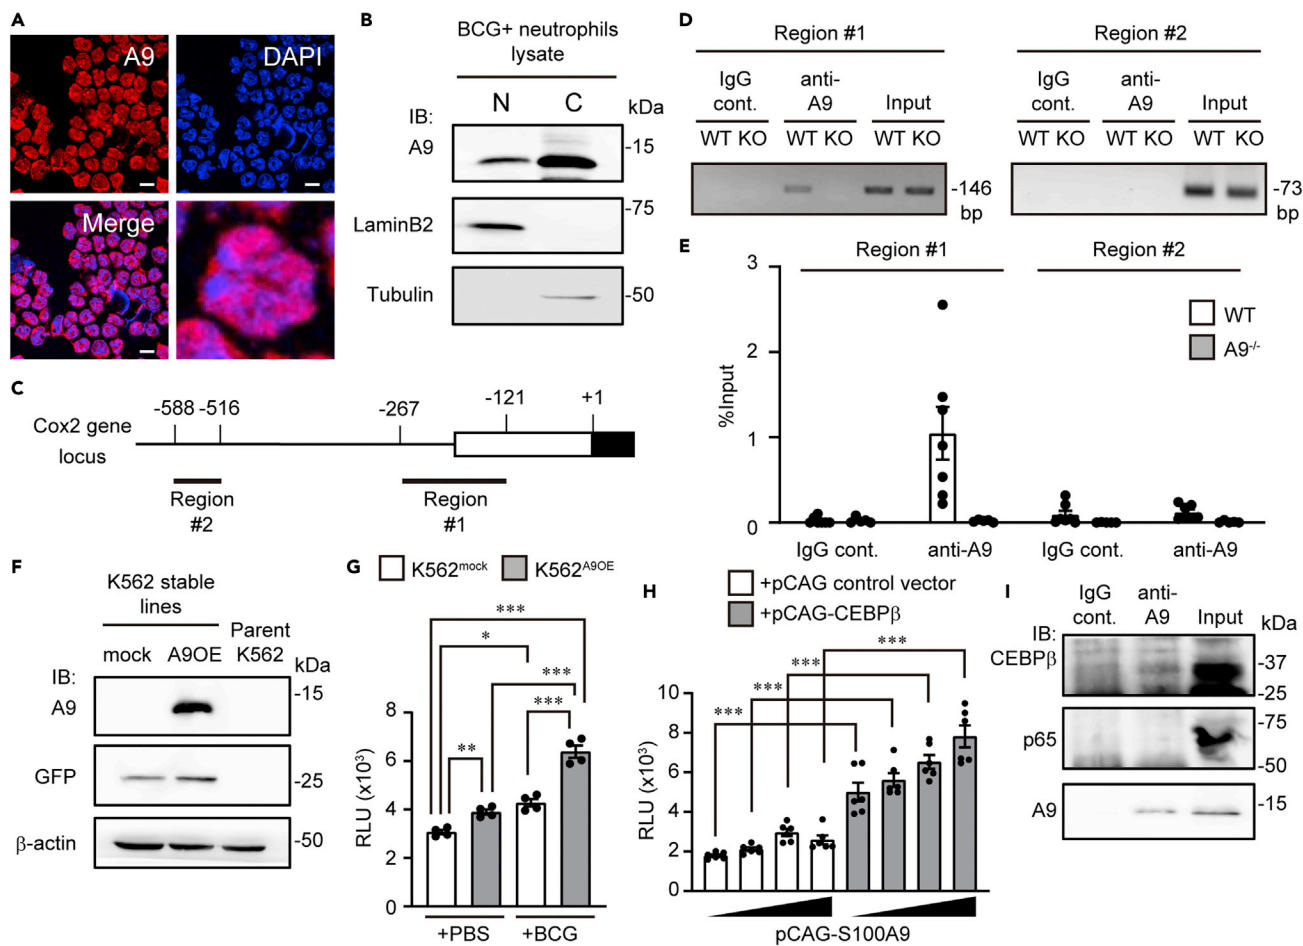 A
A9
DAPI
Merge
B
BCG+ neutrophils
lysate
N C
kDa
IB:
A9
-15
LaminB2
-75
Tubulin
-50
C
Cox2 gene
locus
-588 -516
-267
-121
+1
Region
#2
Region
#1
D
Region #1
IgG
cont.
anti-
A9
Input
WT KO WT KO WT KO
-146
bp
Region #2
IgG
cont.
anti-
A9
Input
WT KO WT KO WT KO
-73
bp
E
Region #1
Region #2
WT
A9-/-
%Input
3
2
1
0
IgG cont.
anti-A9
IgG cont.
anti-A9
F
K562 stable
lines
mock A9OE
Parent
K562
kDa
IB:
A9
-15
GFP
-25
β-actin
-50
G
K562mock
K562A9OE
***
*
***
***
**
RLU (x10³)
8
6
4
2
0
+PBS
+BCG
H
+pCAG control vector
+pCAG-CEBPβ
***
***
***
***
RLU (x10³)
10
8
6
4
2
0
pCAG-S100A9
I
IgG
cont.
anti-
A9
Input
kDa
IB:
CEBPβ
-37
-25
p65
-75
-50
A9
-15